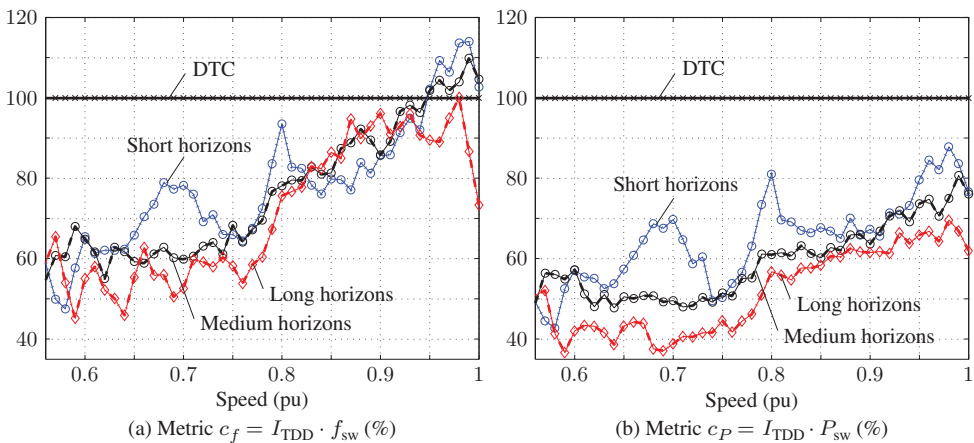 120
100
80
60
40
0.6
0.7
0.8
0.9
1
DTC
Short horizons
Long horizons
Medium horizons
Speed (pu)
(a) Metric c_f = I_TDD · f_sw (%)
120
100
80
60
40
0.6
0.7
0.8
0.9
1
DTC
Short horizons
Long horizons
Medium horizons
Speed (pu)
(b) Metric c_P = I_TDD · P_sw (%)